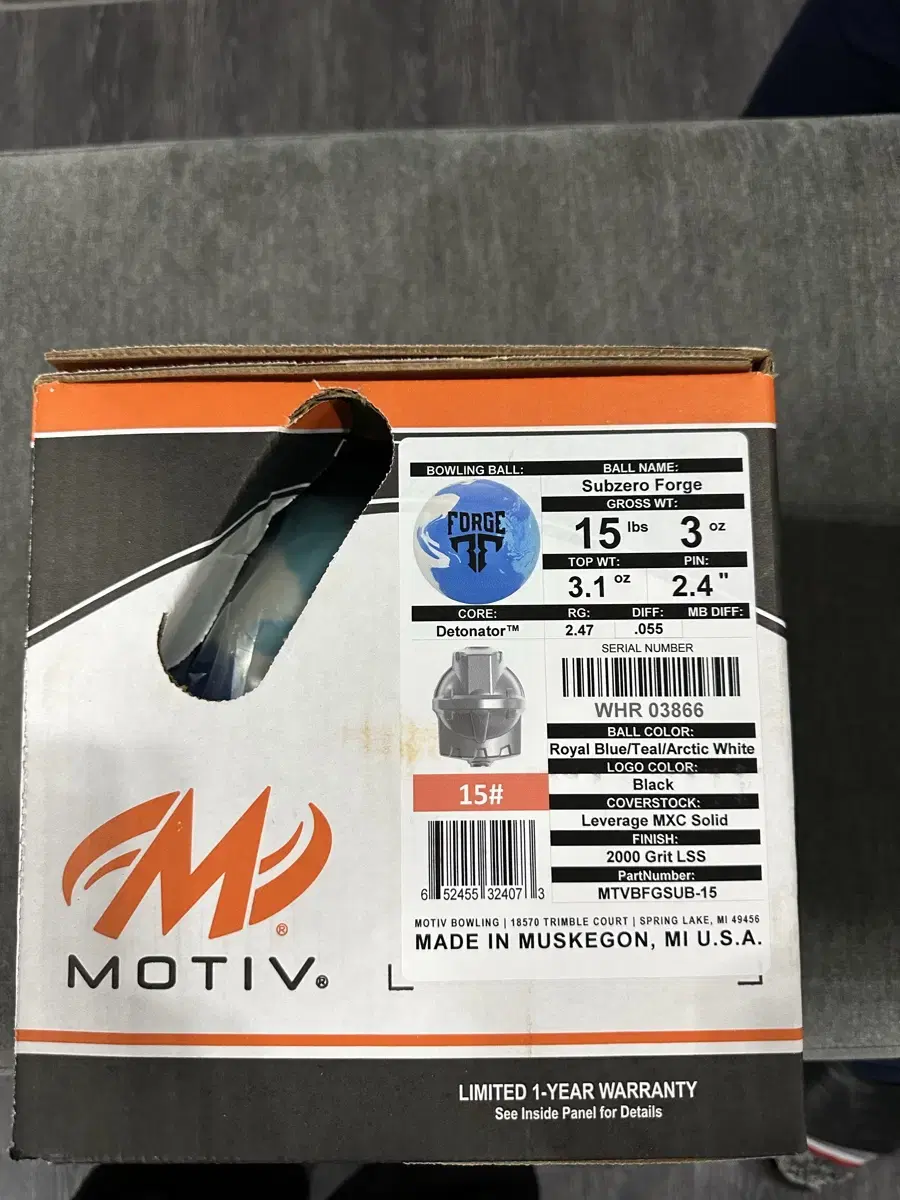 BOWLING BALL:
FORGE
BALL NAME:
Subzero Forge
GROSS WT:
15 lbs 3 oz
TOP WT: PIN:
3.1 oz 2.4"
CORE: RG: DIFF: MB DIFF:
Detonator™ 2.47 .055
SERIAL NUMBER
WHR 03866
BALL COLOR:
Royal Blue/Teal/Arctic White
LOGO COLOR:
Black
15#
COVERSTOCK:
Leverage MXC Solid
FINISH:
2000 Grit LSS
PartNumber:
MTVBFGSUB-15
6 52455 32407 3
MOTIV BOWLING | 18570 TRIMBLE COURT | SPRING LAKE, MI 49456
MADE IN MUSKEGON, MI U.S.A.
M®
MOTIV®
LIMITED 1-YEAR WARRANTY
See Inside Panel for Details